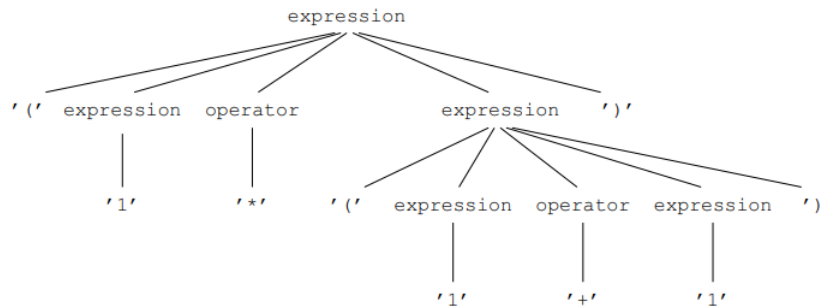 expression
'(' expression operator expression ')'
'1' '*' '(' expression operator expression ')
'1' '+' '1'